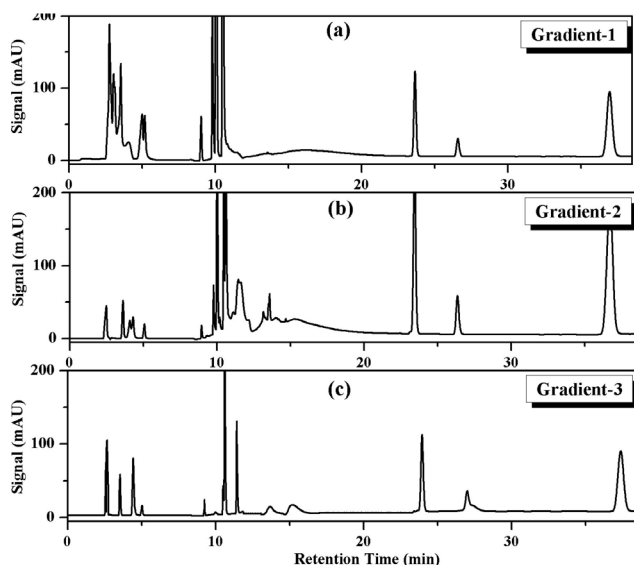 200
(a)
Gradient-1
Signal (mAU)
100
0
0 10 20 30
200
(b)
Gradient-2
Signal (mAU)
100
0
0 10 20 30
200
(c)
Gradient-3
Signal (mAU)
100
0
0 10 20 30
Retention Time (min)